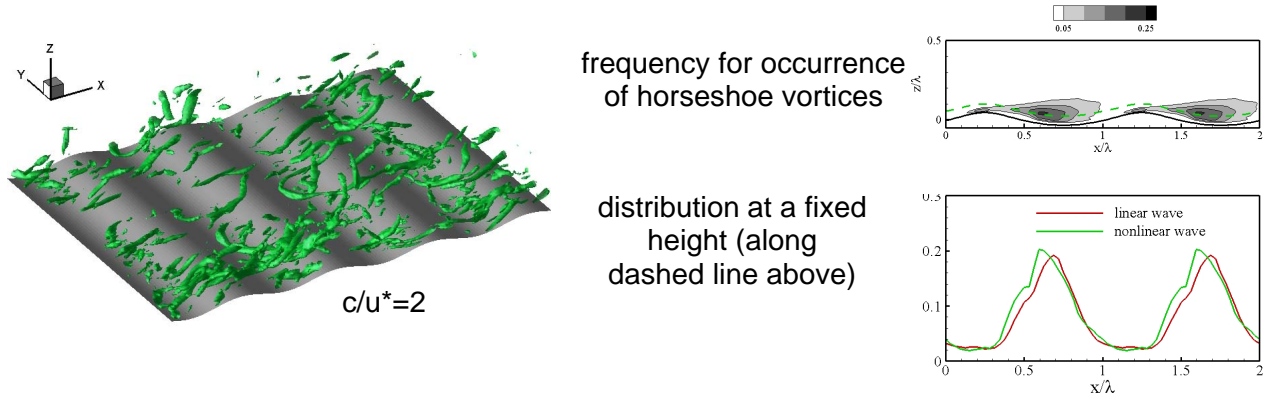 Z
Y
X
c/u*=2
frequency for occurrence
of horseshoe vortices
distribution at a fixed
height (along
dashed line above)
0.05 0.25
0.5
z/λ
0
0 0.5 1 1.5 2
x/λ
0.3
linear wave
nonlinear wave
0.2
0.1
0
0 0.5 1 1.5 2
x/λ